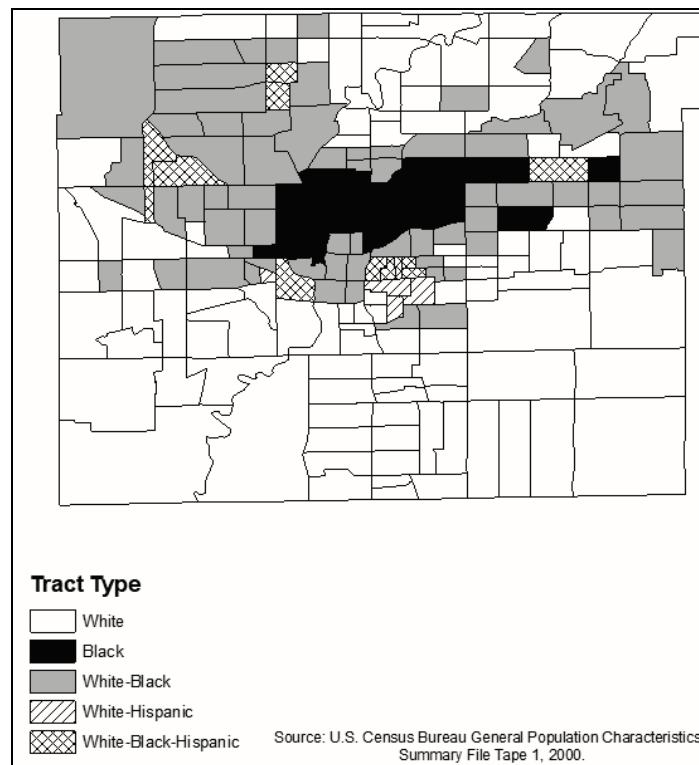 Tract Type
White
Black
White-Black
White-Hispanic
White-Black-Hispanic
Source: U.S. Census Bureau General Population Characteristics
Summary File Tape 1, 2000.